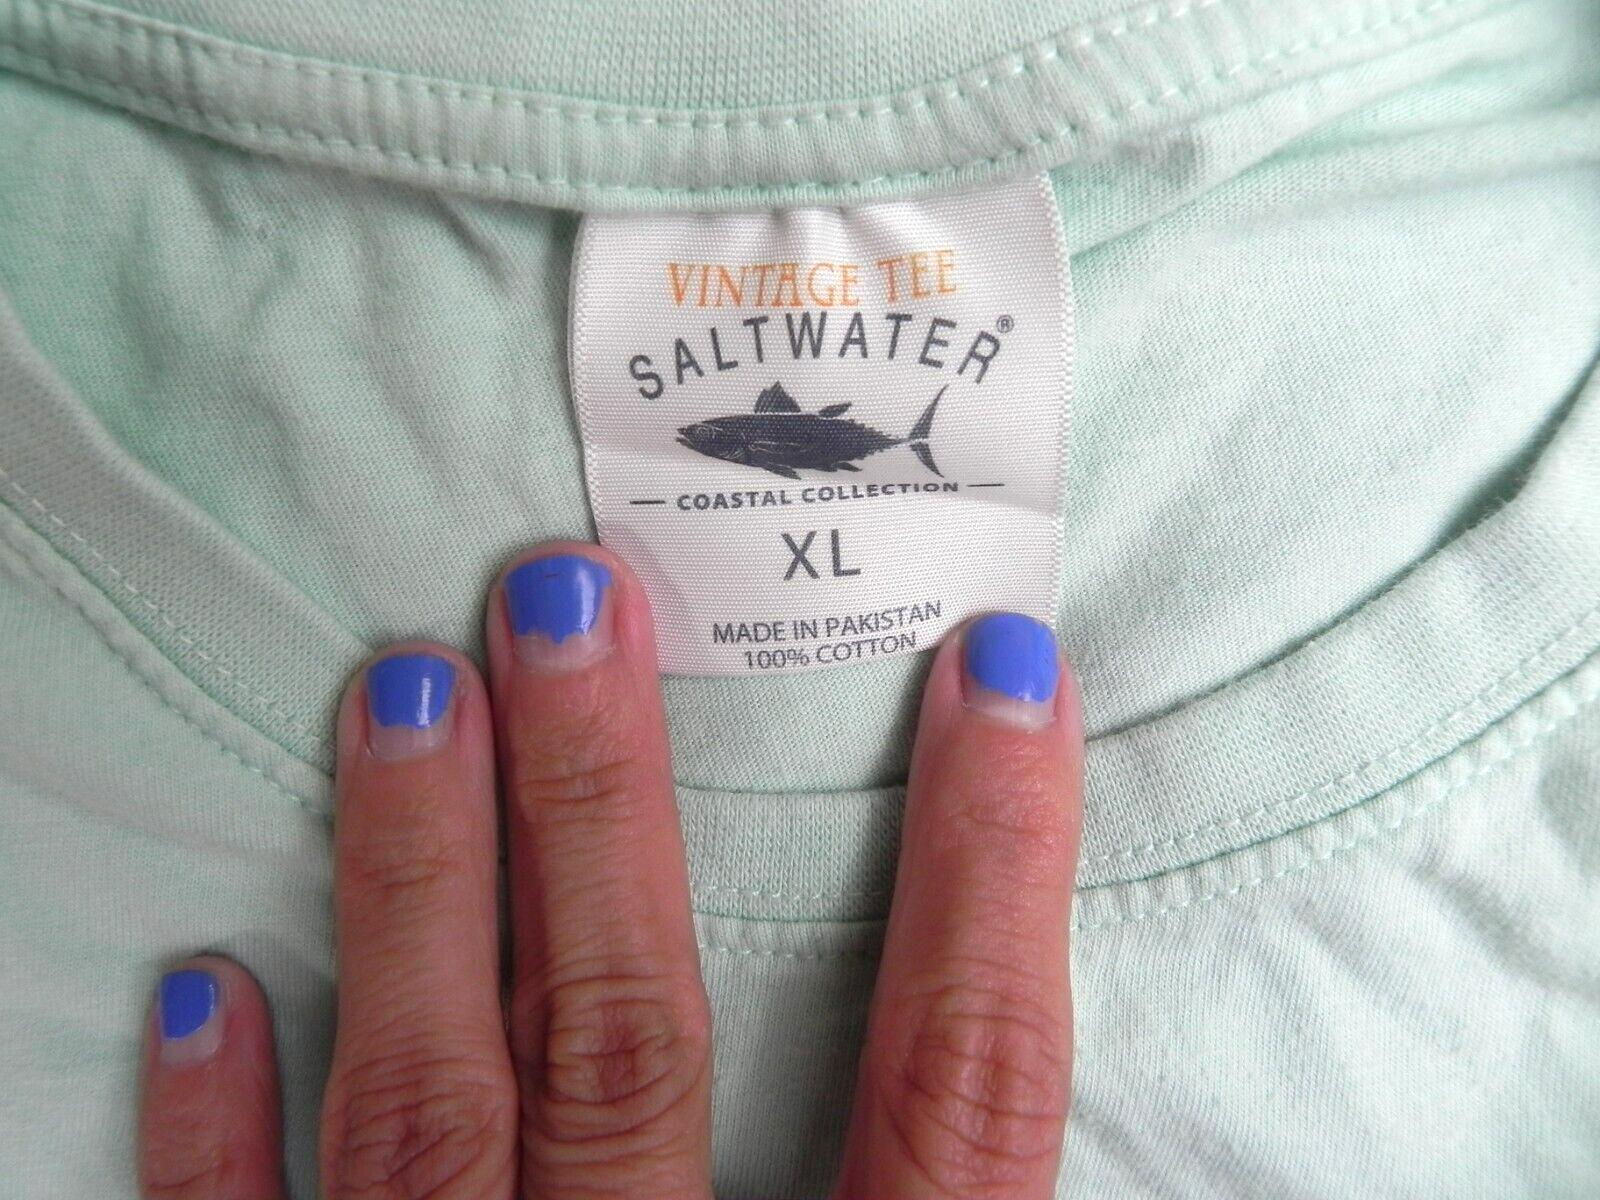 VINTAGE TEE
SALTWATER®
COASTAL COLLECTION
XL
MADE IN PAKISTAN
100% COTTON